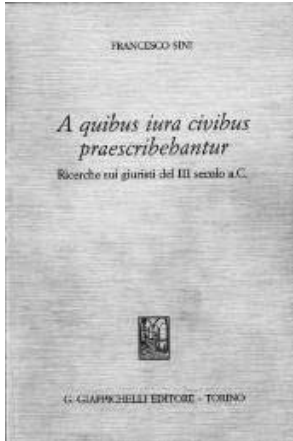 FRANCESCO SINI
A quibus iura civibus
praescribebantur
Ricerche sui giuristi del III secolo a.C.
G. GIAPPICHELLI EDITORE - TORINO